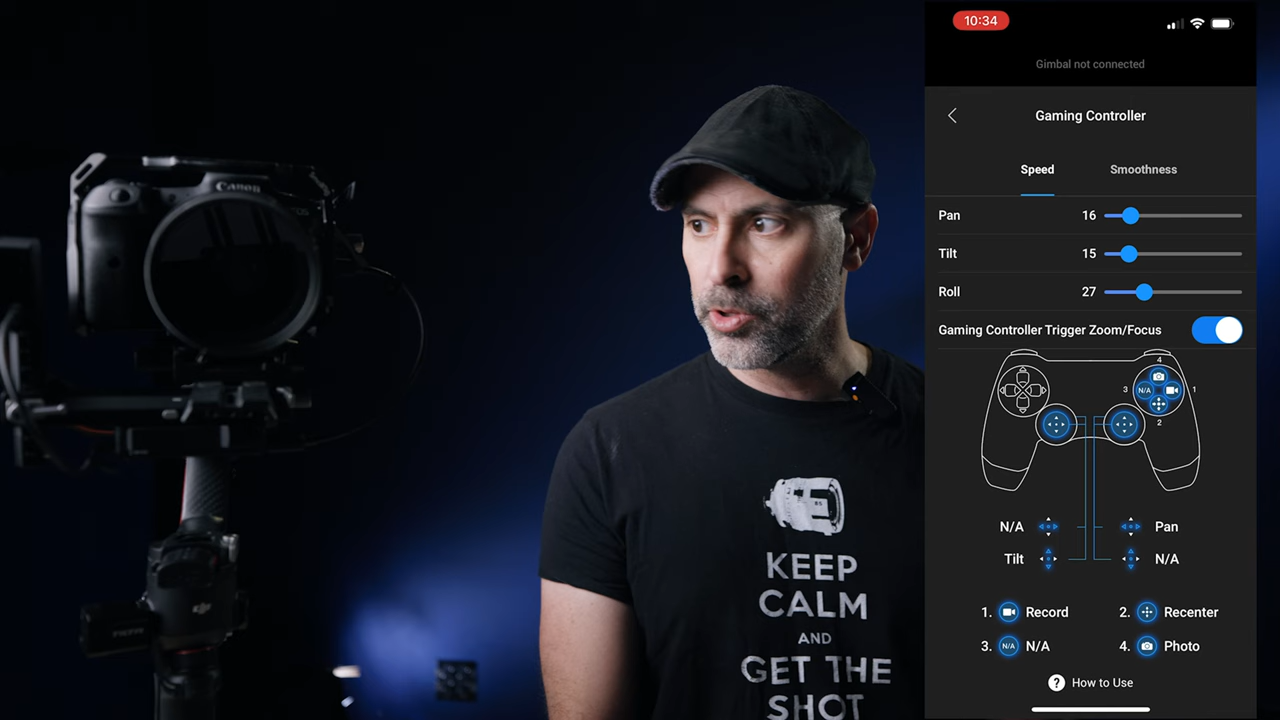 Canon
EOS
dji
KEEP
CALM
AND
GET THE
SHOT
10:34
Gimbal not connected
Gaming Controller
Speed
Smoothness
Pan
16
Tilt
15
Roll
27
Gaming Controller Trigger Zoom/Focus
4
3
N/A
1
2
N/A
Pan
Tilt
N/A
1. Record
2. Recenter
3. N/A N/A
4. Photo
? How to Use